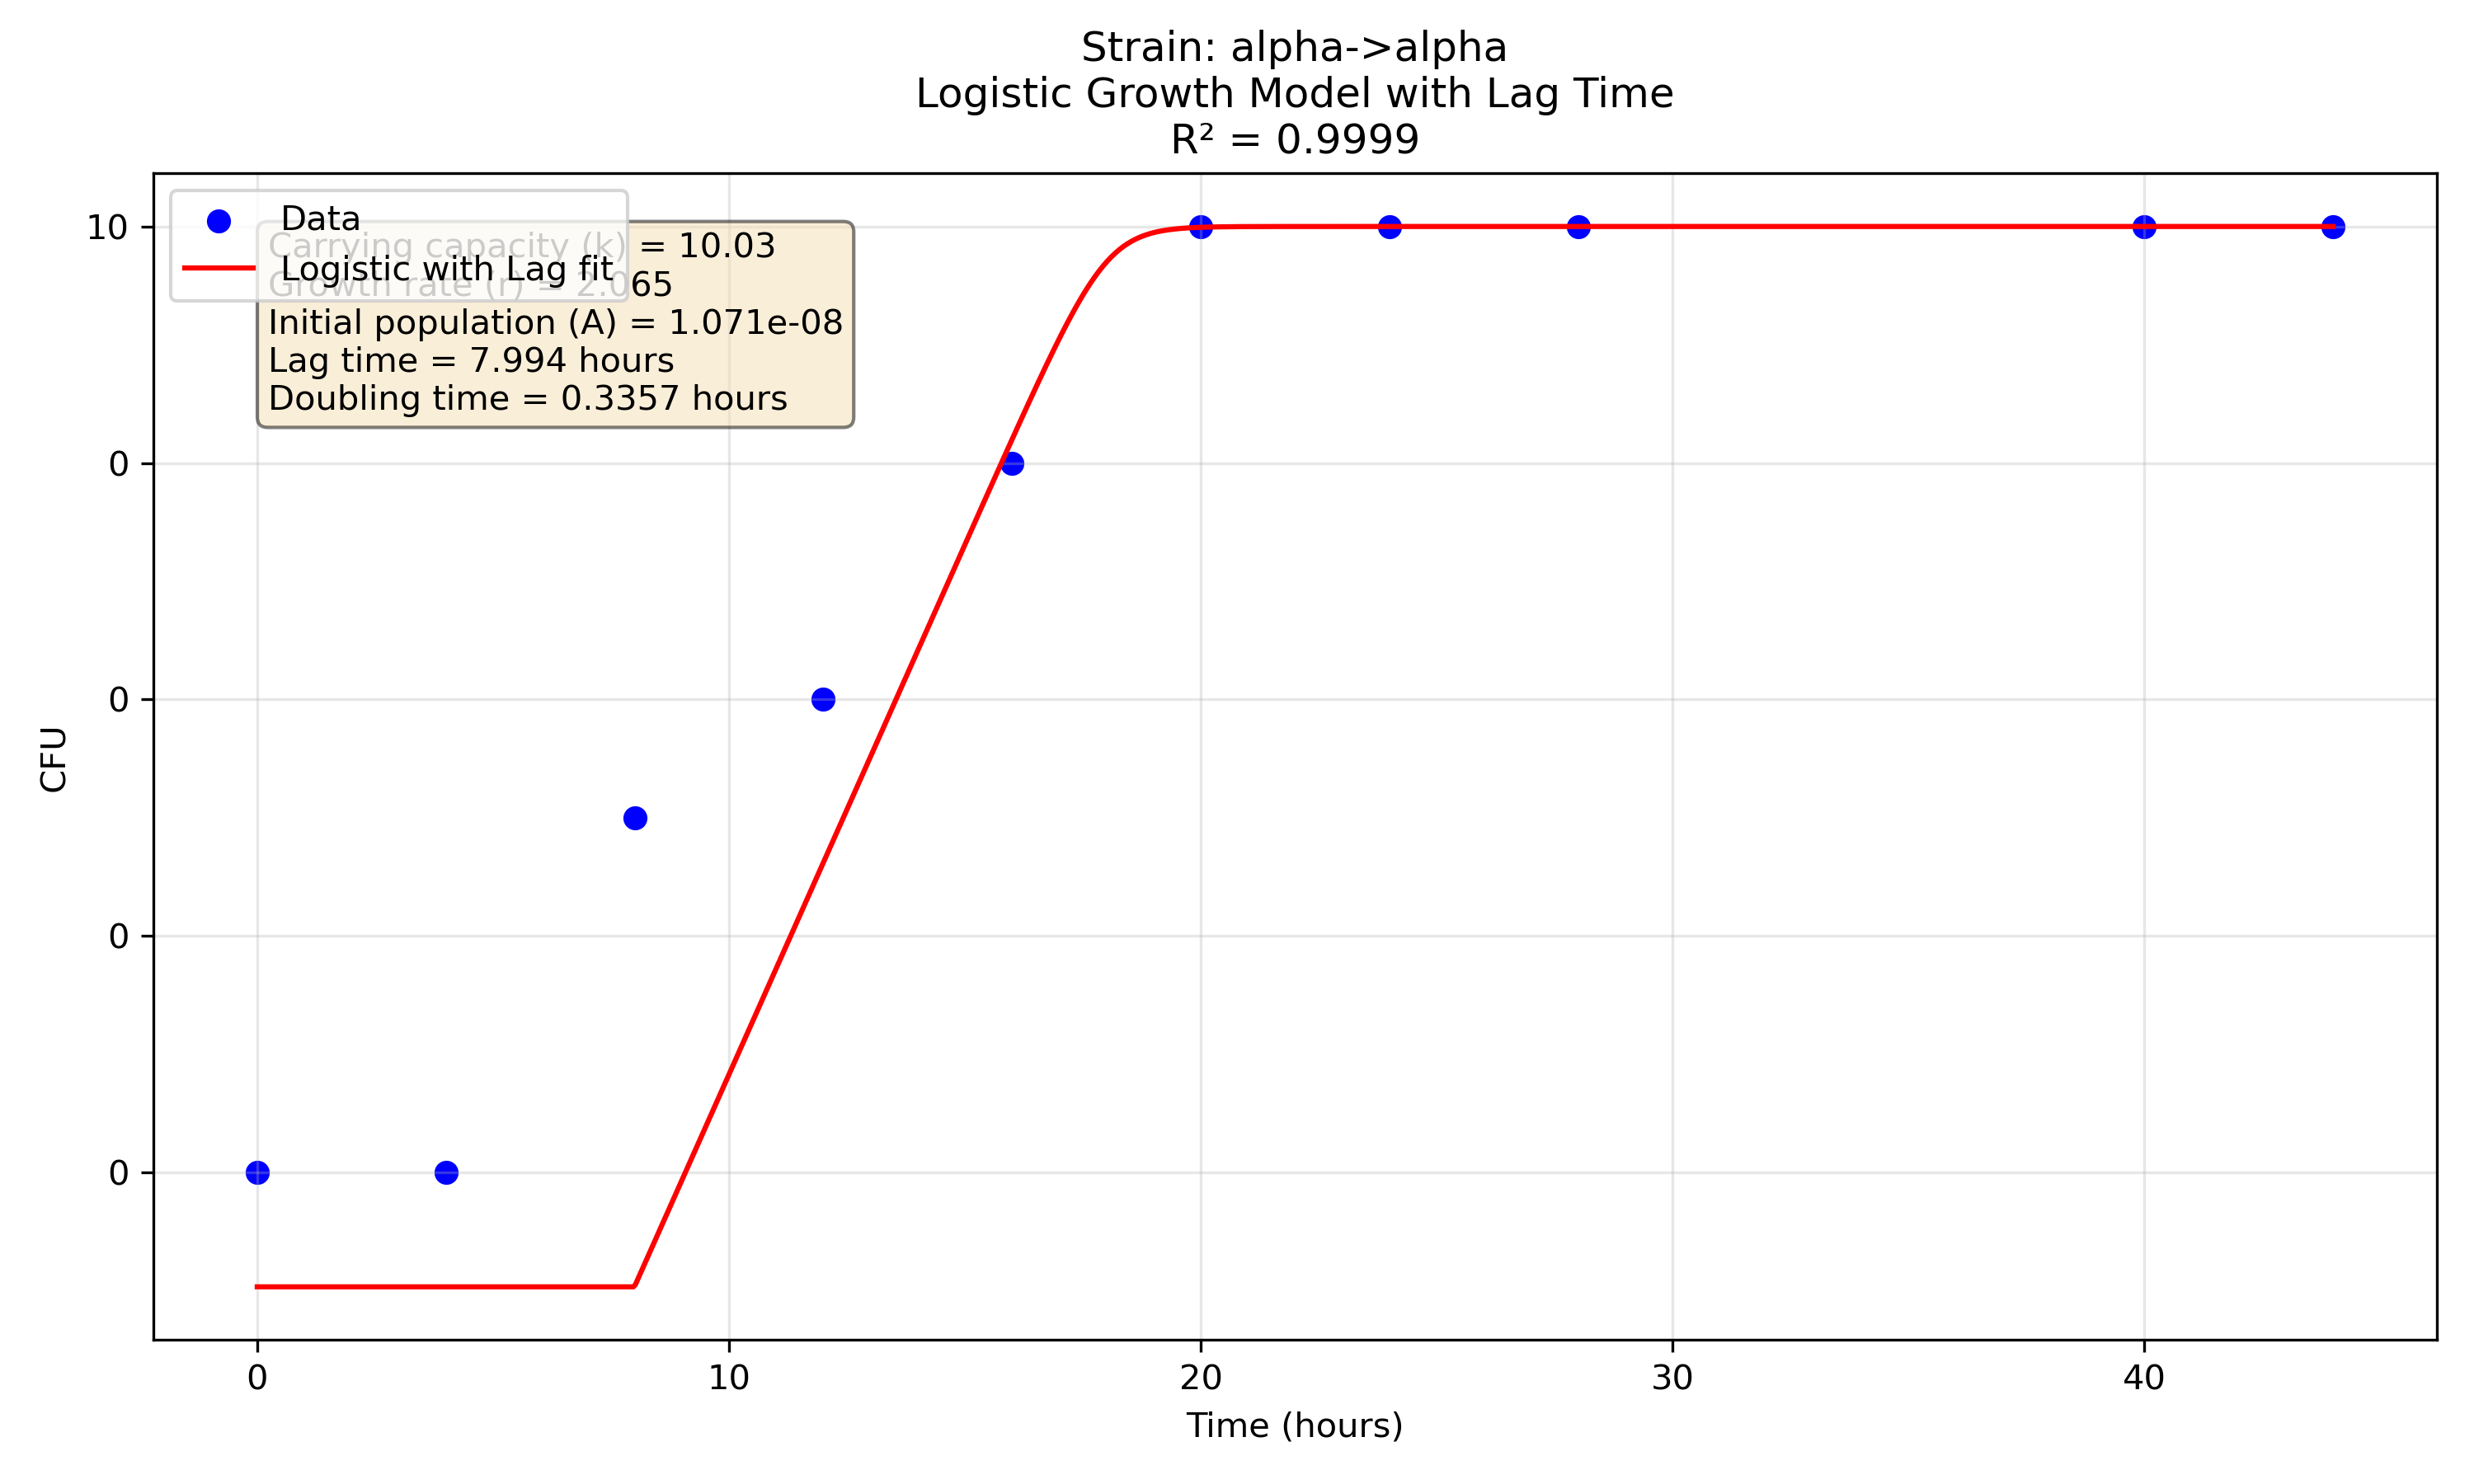 Strain: alpha->alpha
Logistic Growth Model with Lag Time
R² = 0.9999
Data
Logistic with Lag fit
Carrying capacity (k) = 10.03
Growth rate (r) = 2.065
Initial population (A) = 1.071e-08
Lag time = 7.994 hours
Doubling time = 0.3357 hours
10
0
0
0
0
CFU
0
10
20
30
40
Time (hours)